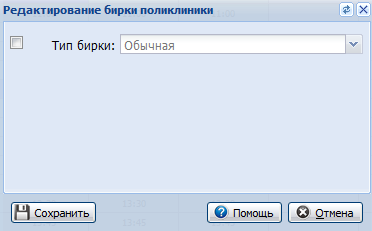 Редактирование бирки поликлиники
Тип бирки: Обычная
Сохранить Помощь Отмена